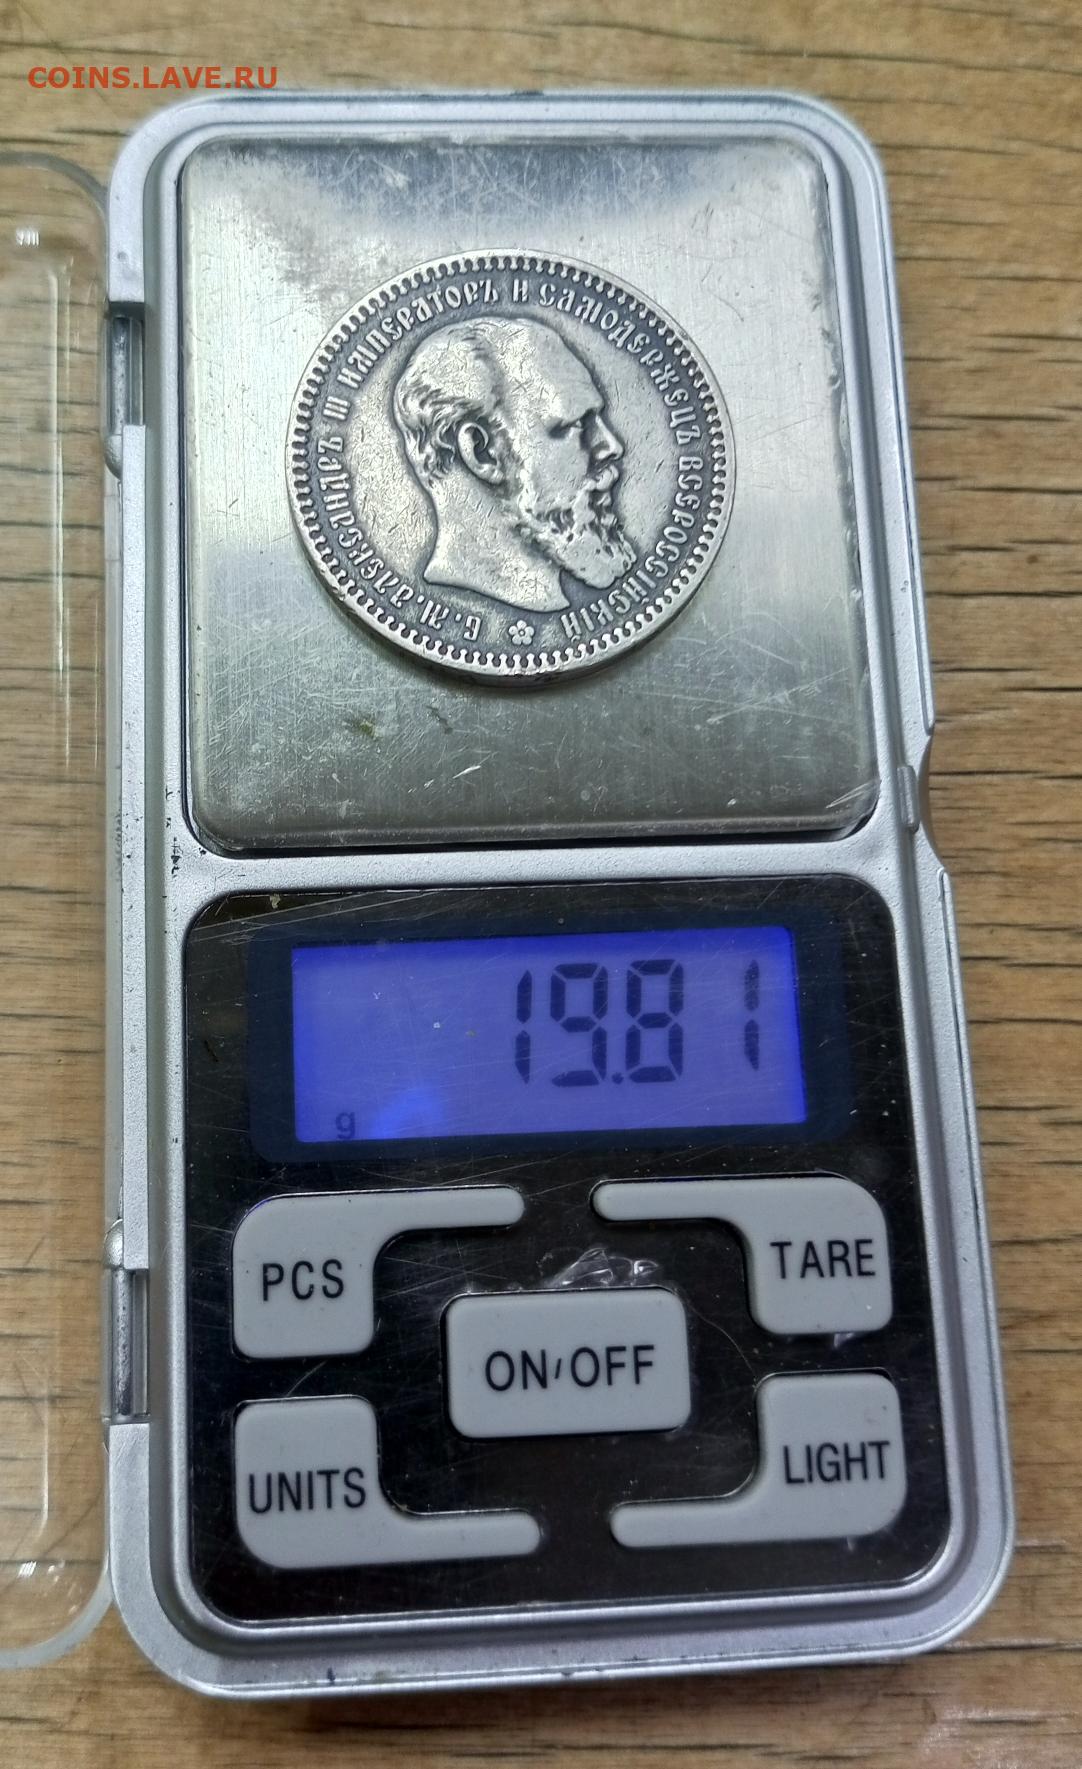 COINS.LAVE.RU
Б.М.АЛЕКСАНДРЪ III ИМПЕРАТОРЪ И САМОДЕРЖЕЦЪ ВСЕРОССІЙСКІЙ
19.81
g
PCS
TARE
ON/OFF
UNITS
LIGHT